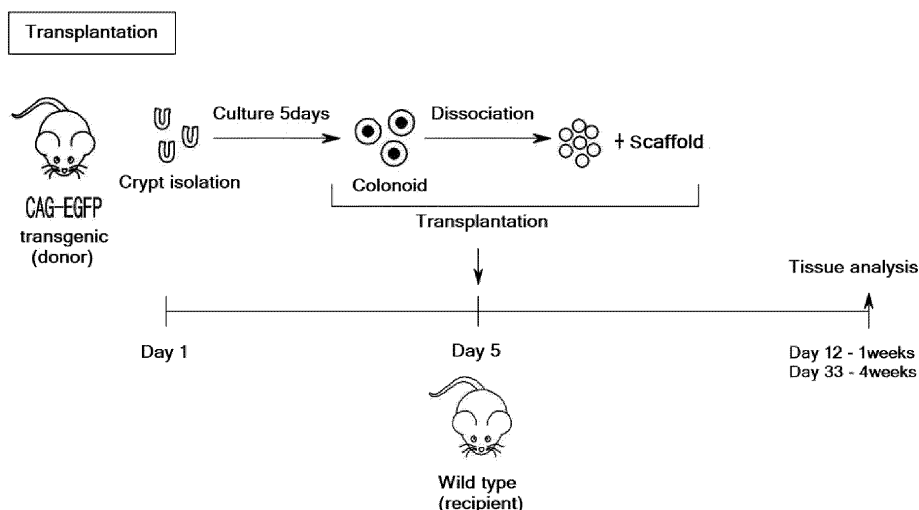 Transplantation
Culture 5days
Dissociation
+ Scaffold
Crypt isolation
Colonoid
CAG-EGFP
transgenic
(donor)
Transplantation
Tissue analysis
Day 1
Day 5
Day 12 - 1weeks
Day 33 - 4weeks
Wild type
(recipient)